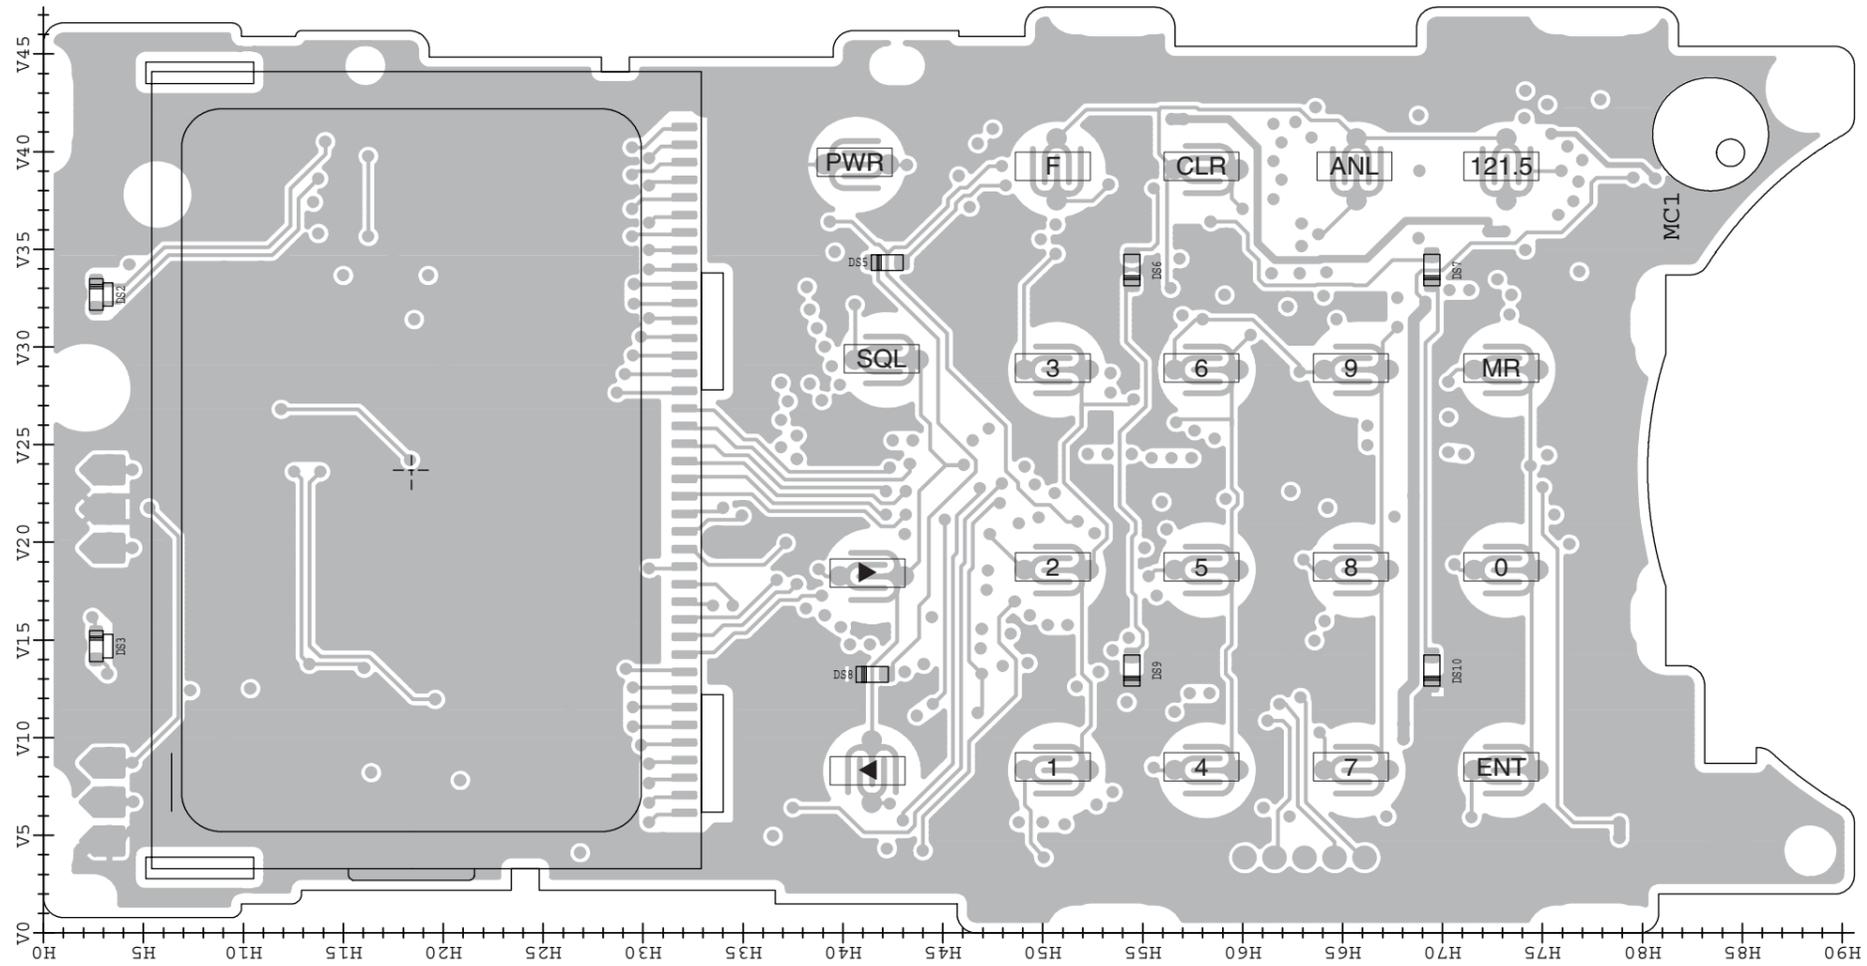 V45
V40
V35
V30
V25
V20
V15
V10
V5
V0
H0 H5 H10 H15 H20 H25 H30 H35 H40 H45 H50 H55 H60 H65 H70 H75 H80 H85 H90
PWR F CLR ANL 121.5
MC1
DS2 DS5 DS6 DS7
SQL 3 6 9 MR
▶ 2 5 8 0
DS3 DS8 DS9 DS10
◀ 1 4 7 ENT